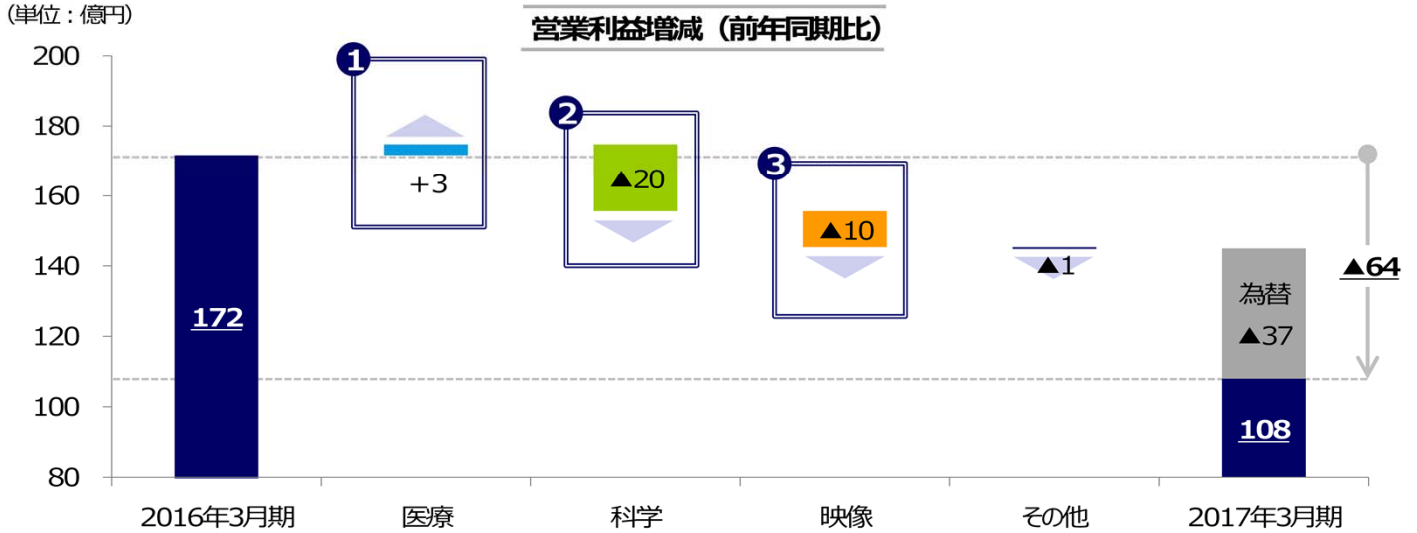 （単位：億円）
営業利益増減（前年同期比）
200
180
160
140
120
100
80
172
1
+3
2
▲20
3
▲10
▲1
為替
▲37
108
▲64
2016年3月期
医療
科学
映像
その他
2017年3月期